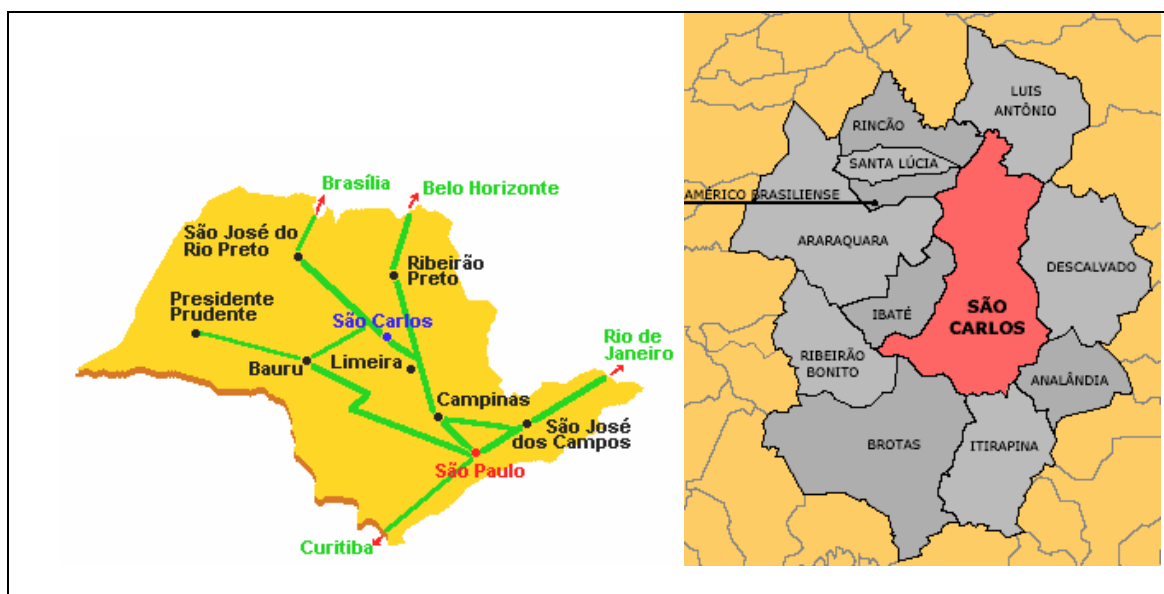 Brasília
Belo Horizonte
São José do
Rio Preto
Ribeirão
Preto
Presidente
Prudente
São Carlos
Rio de
Janeiro
Bauru
Limeira
Campinas
São José
dos Campos
São Paulo
Curitiba
LUIS
ANTÔNIO
RINCÃO
SANTA LÚCIA
AMÉRICO BRASILIENSE
ARARAQUARA
DESCALVADO
IBATÉ
SÃO
CARLOS
RIBEIRÃO
BONITO
ANALÂNDIA
BROTAS
ITIRAPINA